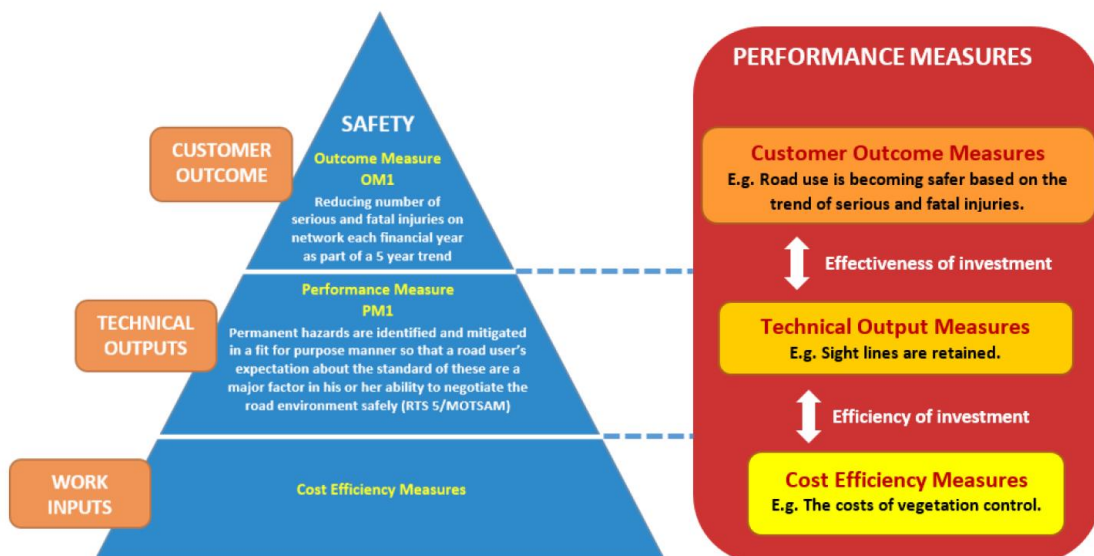 SAFETY
CUSTOMER
OUTCOME
Outcome Measure
OM1
Reducing number of
serious and fatal injuries on
network each financial year
as part of a 5 year trend
TECHNICAL
OUTPUTS
Performance Measure
PM1
Permanent hazards are identified and mitigated
in a fit for purpose manner so that a road user's
expectation about the standard of these are a
major factor in his or her ability to negotiate the
road environment safely (RTS 5/MOTSAM)
WORK
INPUTS
Cost Efficiency Measures
PERFORMANCE MEASURES
Customer Outcome Measures
E.g. Road use is becoming safer based on the
trend of serious and fatal injuries.
Effectiveness of investment
Technical Output Measures
E.g. Sight lines are retained.
Efficiency of investment
Cost Efficiency Measures
E.g. The costs of vegetation control.